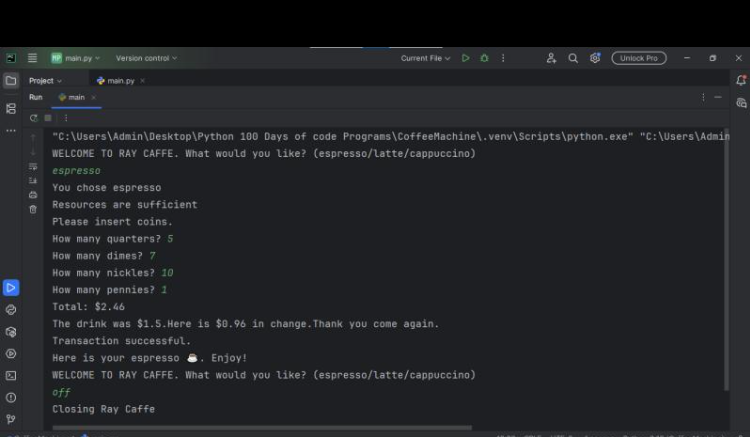 main.py
Version control
Current File
Unlock Pro
Project
main.py
Run
main
"C:\Users\Admin\Desktop\Python 100 Days of code Programs\CoffeeMachine\.venv\Scripts\python.exe" "C:\Users\Admin
WELCOME TO RAY CAFFE. What would you like? (espresso/latte/cappuccino)
espresso
You chose espresso
Resources are sufficient
Please insert coins.
How many quarters? 5
How many dimes? 7
How many nickles? 10
How many pennies? 1
Total: $2.46
The drink was $1.5.Here is $0.96 in change.Thank you come again.
Transaction successful.
Here is your espresso ☕. Enjoy!
WELCOME TO RAY CAFFE. What would you like? (espresso/latte/cappuccino)
off
Closing Ray Caffe